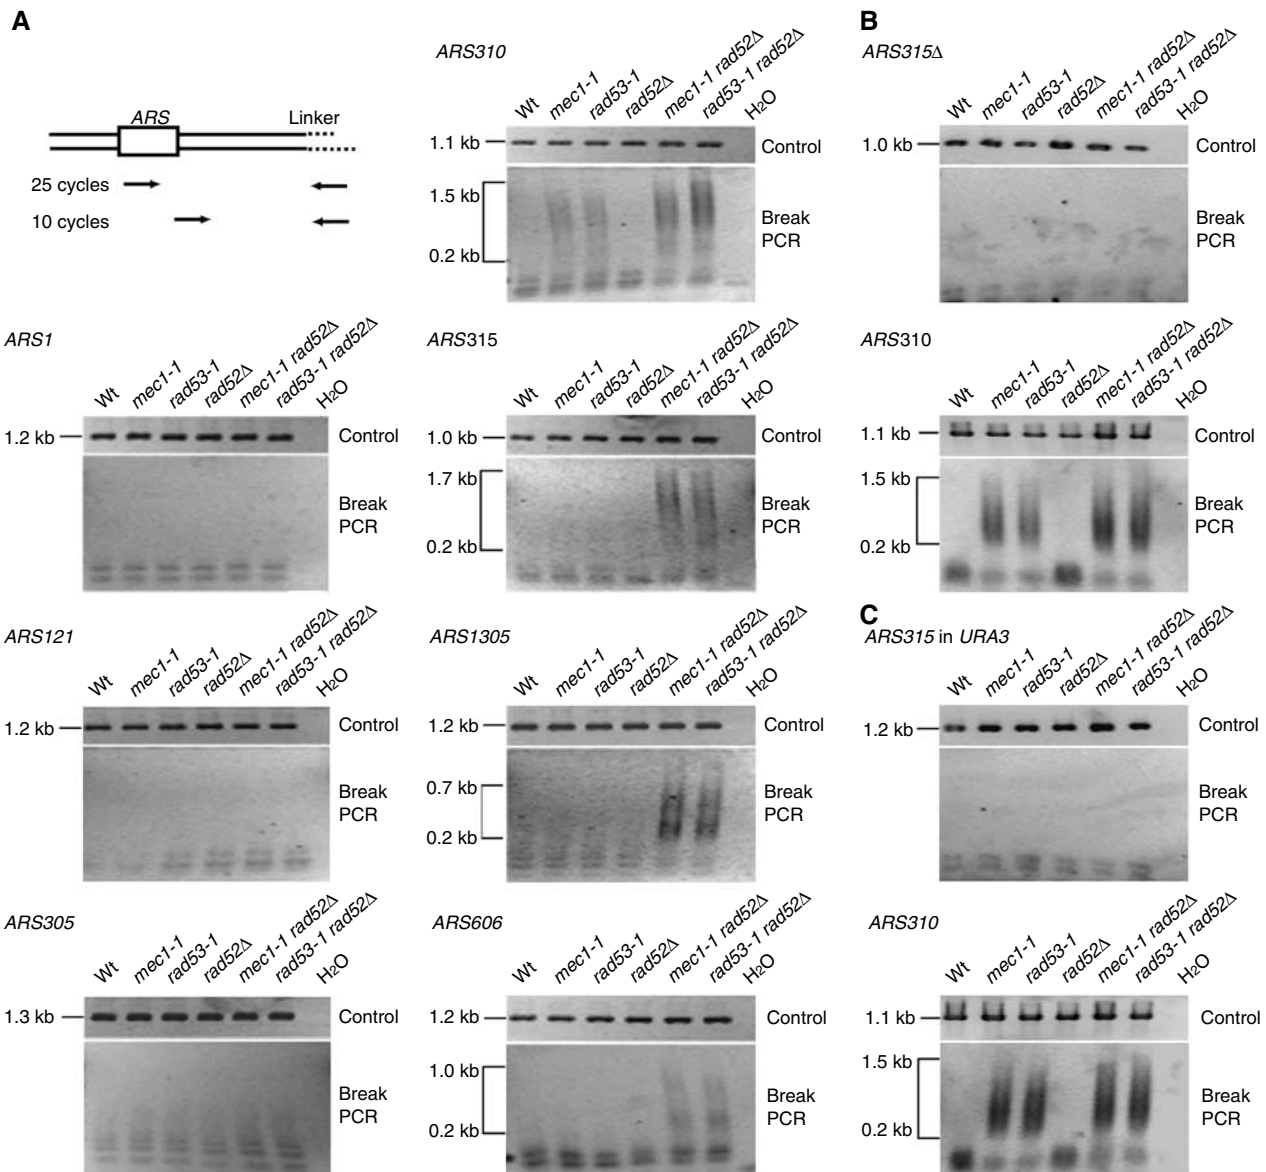 A
ARS
Linker
25 cycles
10 cycles
ARS310
Wt mec1-1 rad53-1 rad52Δ mec1-1 rad52Δ rad53-1 rad52Δ H₂O
1.1 kb Control
1.5 kb
0.2 kb
Break
PCR
ARS1
Wt mec1-1 rad53-1 rad52Δ mec1-1 rad52Δ rad53-1 rad52Δ H₂O
1.2 kb Control
Break
PCR
ARS315
Wt mec1-1 rad53-1 rad52Δ mec1-1 rad52Δ rad53-1 rad52Δ H₂O
1.0 kb Control
1.7 kb
0.2 kb
Break
PCR
ARS121
Wt mec1-1 rad53-1 rad52Δ mec1-1 rad52Δ rad53-1 rad52Δ H₂O
1.2 kb Control
Break
PCR
ARS1305
Wt mec1-1 rad53-1 rad52Δ mec1-1 rad52Δ rad53-1 rad52Δ H₂O
1.2 kb Control
0.7 kb
0.2 kb
Break
PCR
ARS305
Wt mec1-1 rad53-1 rad52Δ mec1-1 rad52Δ rad53-1 rad52Δ H₂O
1.3 kb Control
Break
PCR
ARS606
Wt mec1-1 rad53-1 rad52Δ mec1-1 rad52Δ rad53-1 rad52Δ H₂O
1.2 kb Control
1.0 kb
0.2 kb
Break
PCR
B
ARS315Δ
Wt mec1-1 rad53-1 rad52Δ mec1-1 rad52Δ rad53-1 rad52Δ H₂O
1.0 kb Control
Break
PCR
ARS310
Wt mec1-1 rad53-1 rad52Δ mec1-1 rad52Δ rad53-1 rad52Δ H₂O
1.1 kb Control
1.5 kb
0.2 kb
Break
PCR
C
ARS315 in URA3
Wt mec1-1 rad53-1 rad52Δ mec1-1 rad52Δ rad53-1 rad52Δ H₂O
1.2 kb Control
Break
PCR
ARS310
Wt mec1-1 rad53-1 rad52Δ mec1-1 rad52Δ rad53-1 rad52Δ H₂O
1.1 kb Control
1.5 kb
0.2 kb
Break
PCR